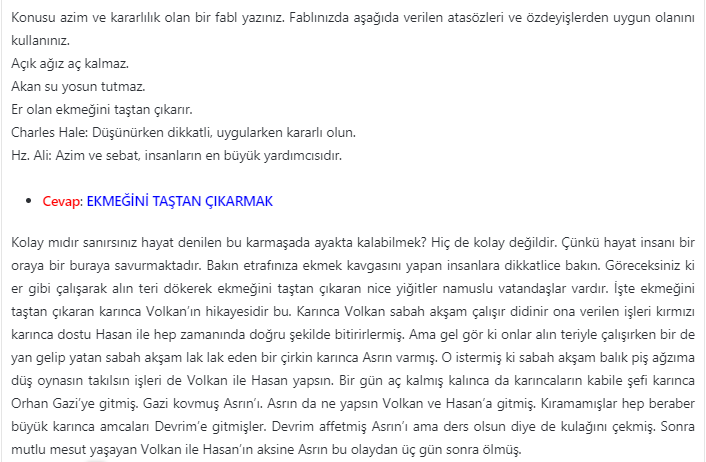 Konusu azim ve kararlılık olan bir fabl yazınız. Fablınızda aşağıda verilen atasözleri ve özdeyişlerden uygun olanını
kullanınız.
Açık ağız aç kalmaz.
Akan su yosun tutmaz.
Er olan ekmeğini taştan çıkarır.
Charles Hale: Düşünürken dikkatli, uygularken kararlı olun.
Hz. Ali: Azim ve sebat, insanların en büyük yardımcısıdır.
• Cevap: EKMEĞİNİ TAŞTAN ÇIKARMAK
Kolay mıdır sanırsınız hayat denilen bu karmaşada ayakta kalabilmek? Hiç de kolay değildir. Çünkü hayat insanı bir
oraya bir buraya savurmaktadır. Bakın etrafınıza ekmek kavgasını yapan insanlara dikkatlice bakın. Göreceksiniz ki
er gibi çalışarak alın teri dökerek ekmeğini taştan çıkaran nice yiğitler namuslu vatandaşlar vardır. İşte ekmeğini
taştan çıkaran karınca Volkan’ın hikayesidir bu. Karınca Volkan sabah akşam çalışır didinir ona verilen işleri kırmızı
karınca dostu Hasan ile hep zamanında doğru şekilde bitirirlermiş. Ama gel gör ki onlar alın teriyle çalışırken bir de
yan gelip yatan sabah akşam lak lak eden bir çirkin karınca Asrın varmış. O istermiş ki sabah akşam balık piş ağzıma
düş oynasın takılsın işleri de Volkan ile Hasan yapsın. Bir gün aç kalmış kalınca da karıncaların kabile şefi karınca
Orhan Gazi’ye gitmiş. Gazi kovmuş Asrın’ı. Asrın da ne yapsın Volkan ve Hasan’a gitmiş. Kıramamışlar hep beraber
büyük karınca amcaları Devrim’e gitmişler. Devrim affetmiş Asrın’ı ama ders olsun diye de kulağını çekmiş. Sonra
mutlu mesut yaşayan Volkan ile Hasan’ın aksine Asrın bu olaydan üç gün sonra ölmüş.